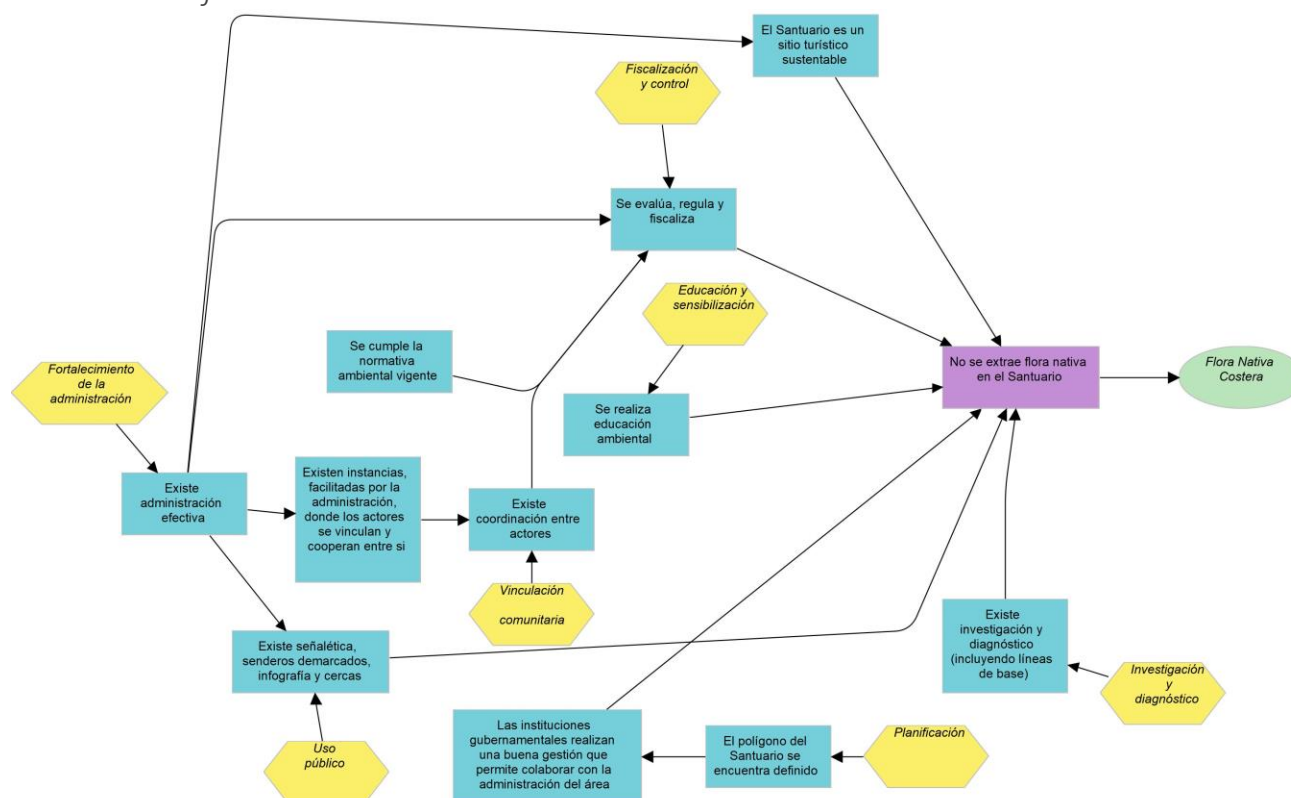 El Santuario es un
sitio turístico
sustentable
Fiscalización
y control
Se evalúa, regula y
fiscaliza
Educación y
sensibilización
Se cumple la
normativa
ambiental vigente
No se extrae flora nativa
en el Santuario
Flora Nativa
Costera
Fortalecimiento
de la
administración
Se realiza
educación
ambiental
Existe
administración
efectiva
Existen instancias,
facilitadas por la
administración,
donde los actores
se vinculan y
cooperan entre si
Existe
coordinación entre
actores
Vinculación
comunitaria
Existe
investigación y
diagnóstico
(incluyendo líneas
de base)
Existe señalética,
senderos demarcados,
infografía y cercas
Investigación
y
diagnóstico
Uso
público
Las instituciones
gubernamentales realizan
una buena gestión que
permite colaborar con la
administración del área
El polígono del
Santuario se
encuentra definido
Planificación